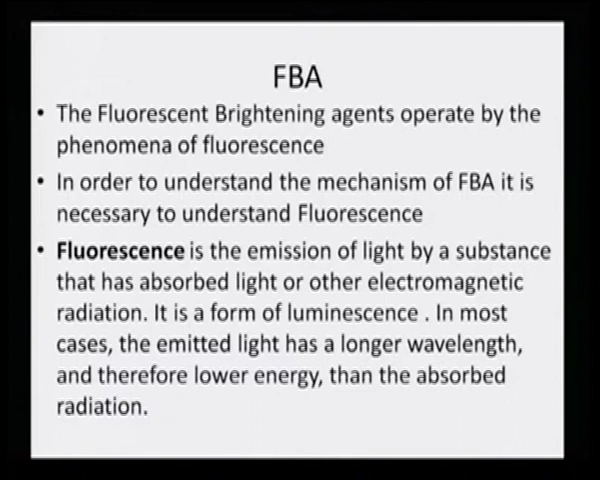 FBA
• The Fluorescent Brightening agents operate by the
phenomena of fluorescence
• In order to understand the mechanism of FBA it is
necessary to understand Fluorescence
• Fluorescence is the emission of light by a substance
that has absorbed light or other electromagnetic
radiation. It is a form of luminescence . In most
cases, the emitted light has a longer wavelength,
and therefore lower energy, than the absorbed
radiation.